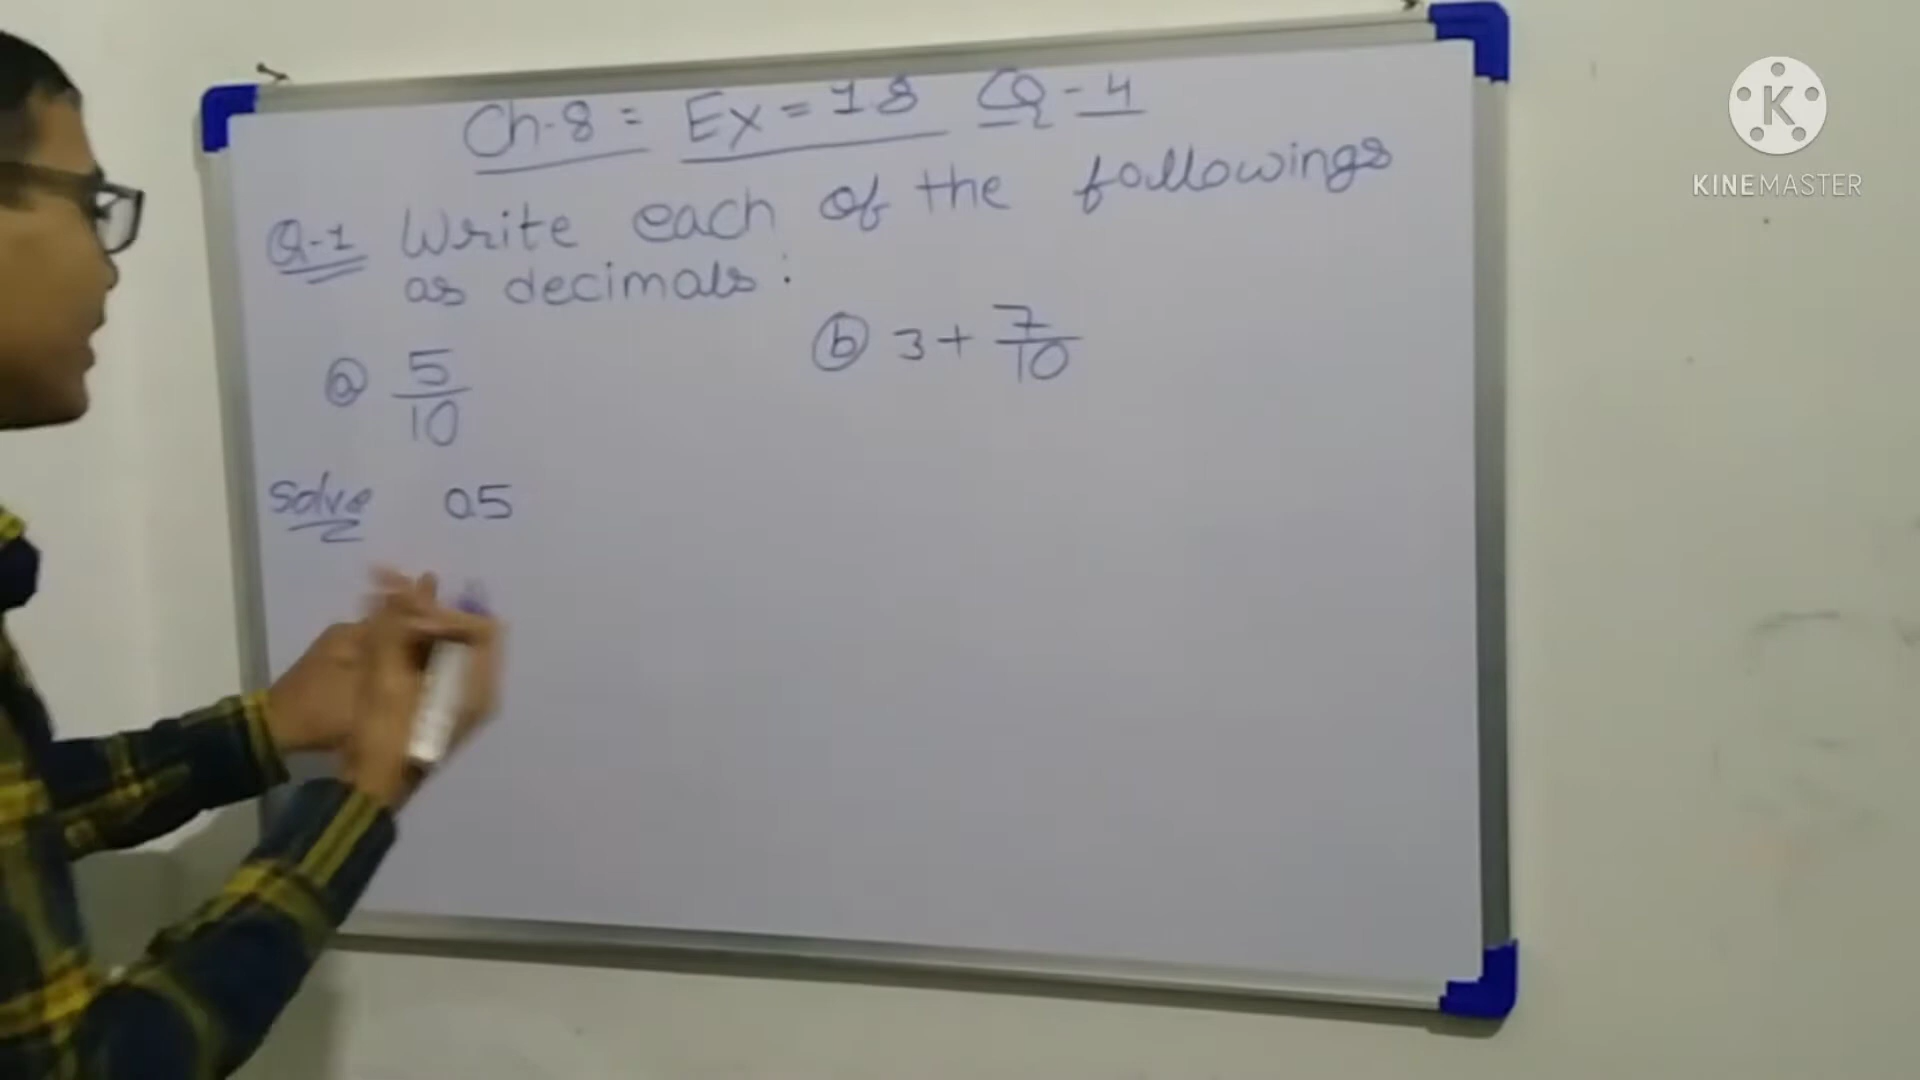 Ch-8 = Ex = 18 Q - 4
Q-1 Write each of the followings
as decimals :
(a) 5/10
(b) 3 + 7/10
Solve 0.5
KINEMASTER